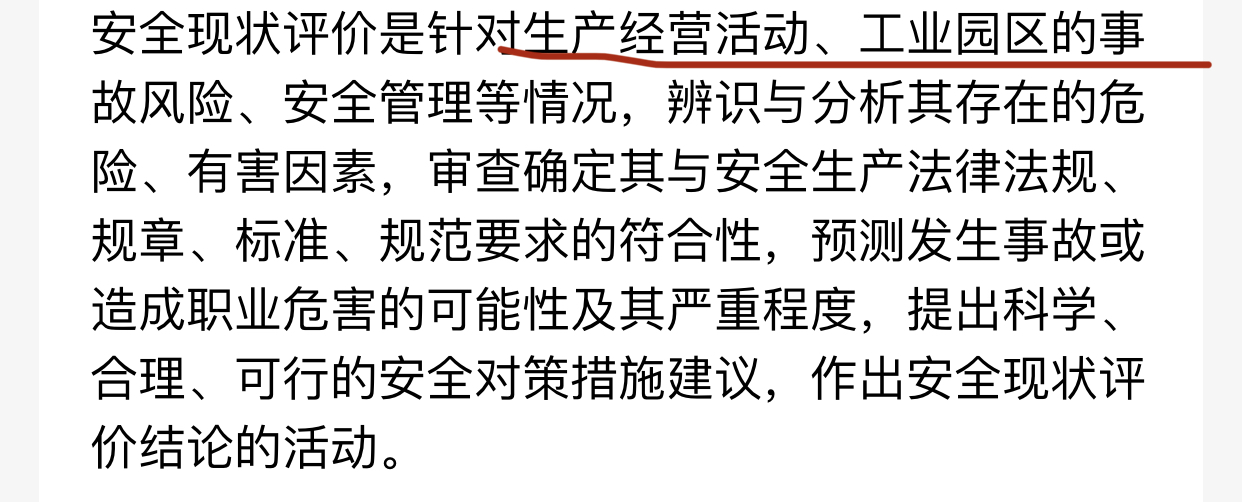 安全现状评价是针对生产经营活动、工业园区的事
故风险、安全管理等情况，辨识与分析其存在的危
险、有害因素，审查确定其与安全生产法律法规、
规章、标准、规范要求的符合性，预测发生事故或
造成职业危害的可能性及其严重程度，提出科学、
合理、可行的安全对策措施建议，作出安全现状评
价结论的活动。